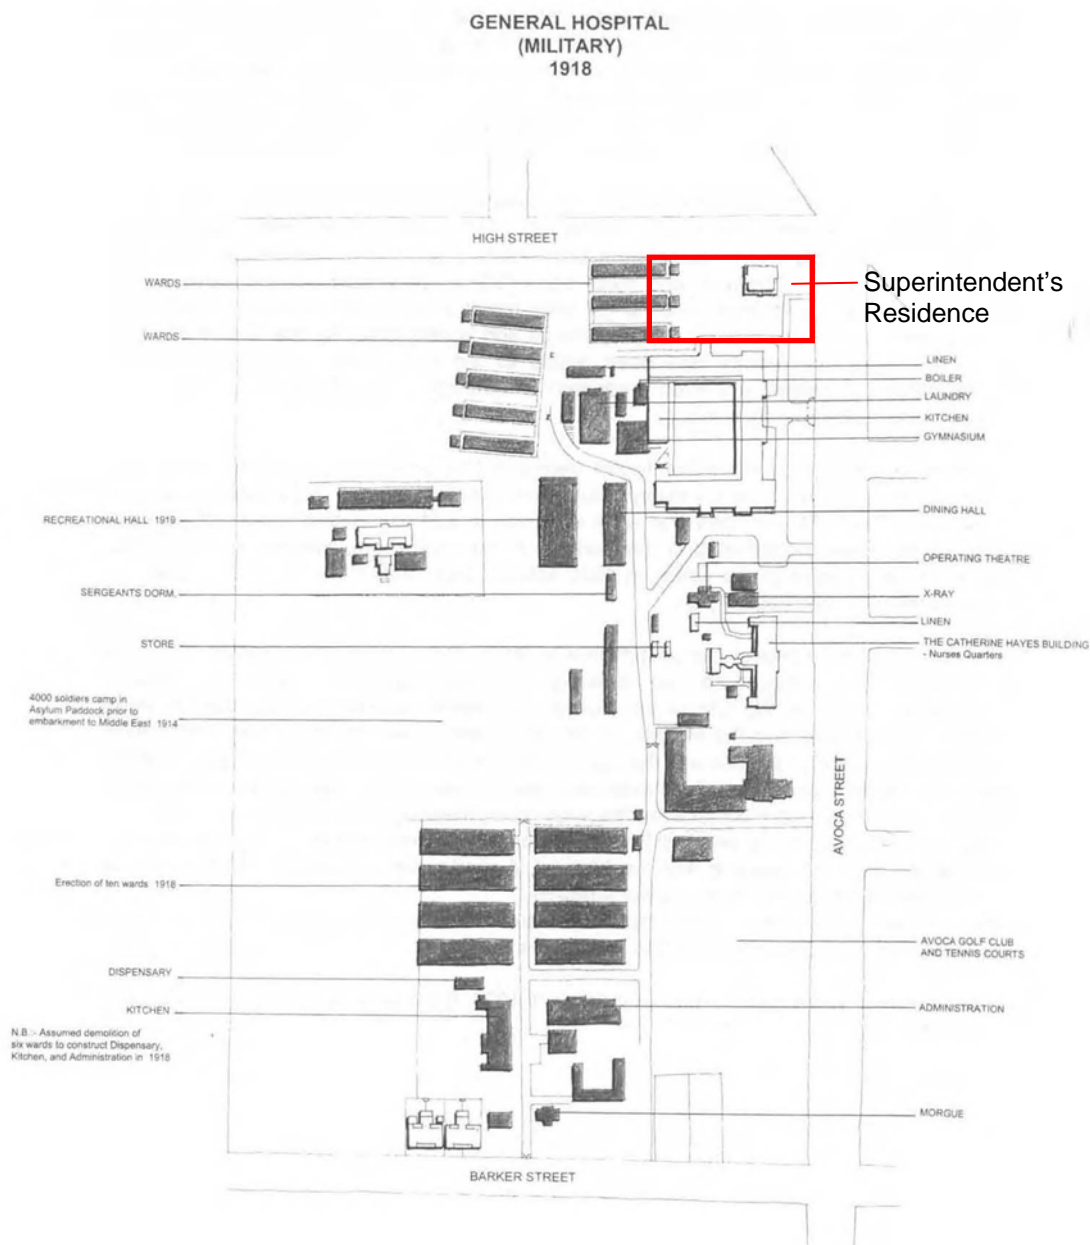 GENERAL HOSPITAL
(MILITARY)
1918
HIGH STREET
WARDS
WARDS
RECREATIONAL HALL 1919
SERGEANTS DORM.
STORE
4000 soldiers camp in
Asylum Paddock prior to
embarkment to Middle East 1914
Erection of ten wards 1918
DISPENSARY
KITCHEN
N.B:- Assumed demolition of
six wards to construct Dispensary,
Kitchen, and Administration in 1918
Superintendent's
Residence
LINEN
BOILER
LAUNDRY
KITCHEN
GYMNASIUM
DINING HALL
OPERATING THEATRE
X-RAY
LINEN
THE CATHERINE HAYES BUILDING
- Nurses Quarters
AVOCA STREET
AVOCA GOLF CLUB
AND TENNIS COURTS
ADMINISTRATION
MORGUE
BARKER STREET